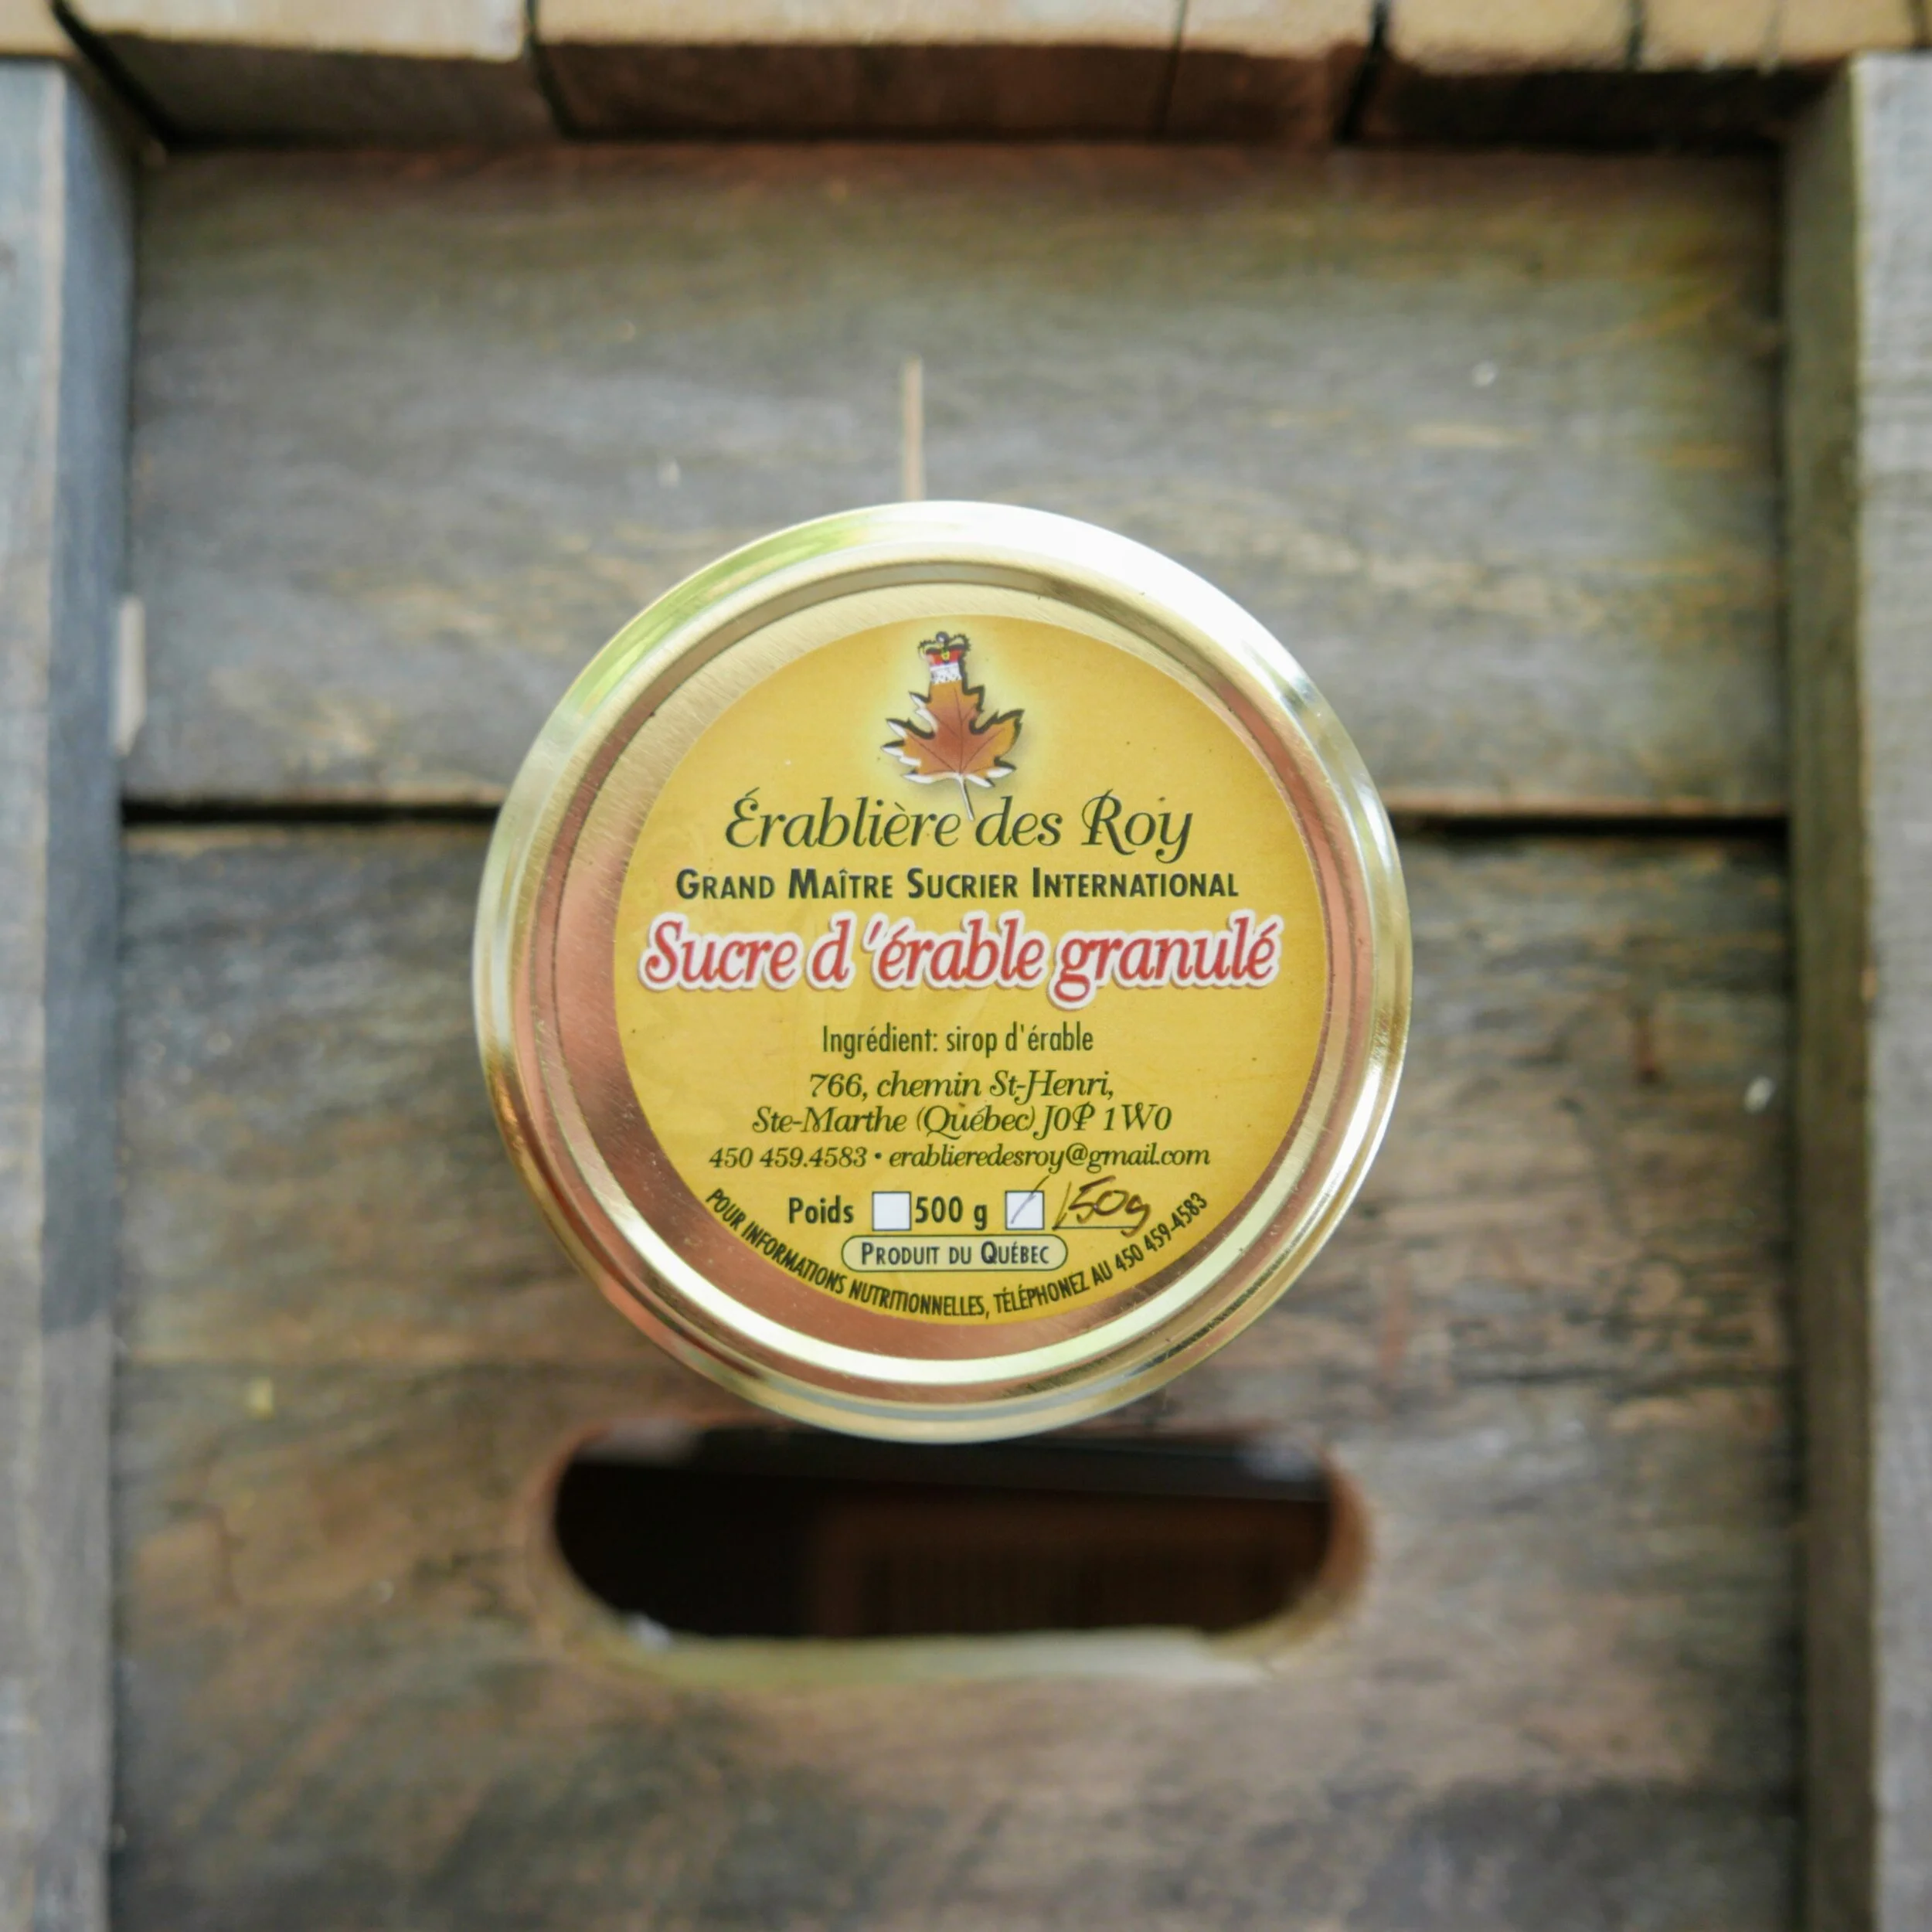 Érablière des Roy
GRAND MAÎTRE SUCRIER INTERNATIONAL
Sucre d'érable granulé
Ingrédient: sirop d'érable
766, chemin St-Henri,
Ste-Marthe (Québec) J0P 1W0
450 459.4583 • erablieredesroy@gmail.com
Poids 500 g 150g
PRODUIT DU QUÉBEC
POUR INFORMATIONS NUTRITIONNELLES, TÉLÉPHONEZ AU 450 459-4583